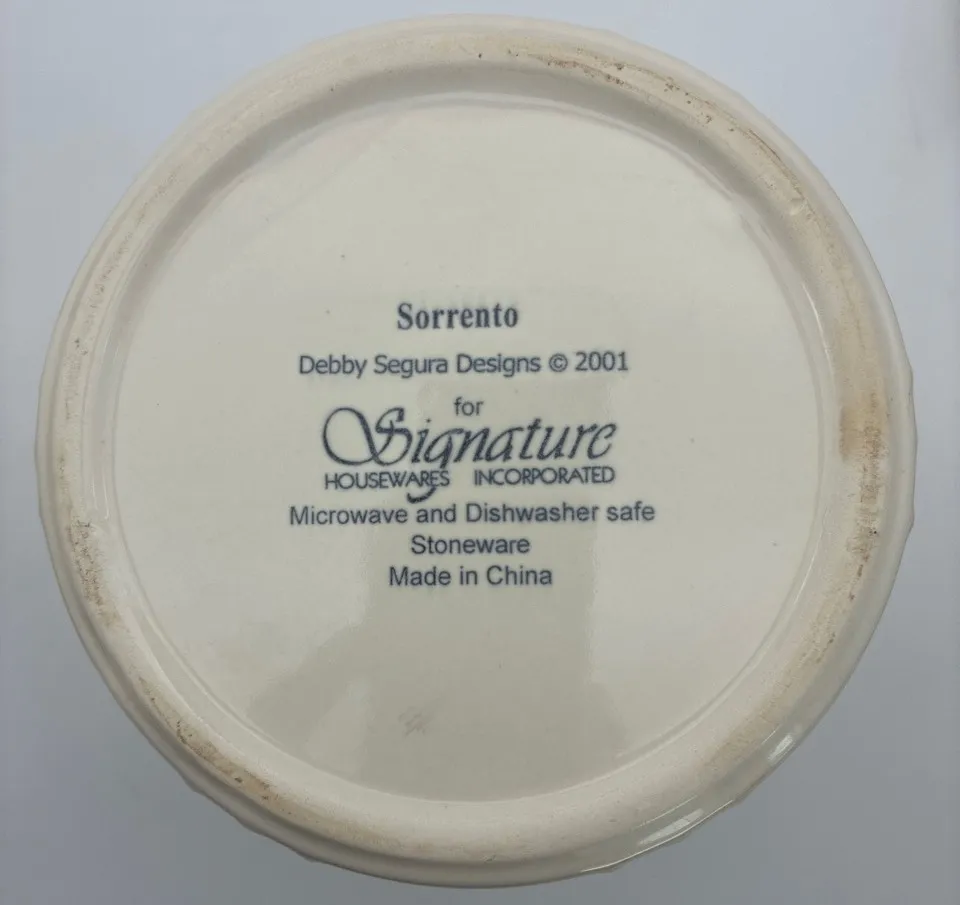 Sorrento
Debby Segura Designs © 2001
for
Signature
HOUSEWARES INCORPORATED
Microwave and Dishwasher safe
Stoneware
Made in China